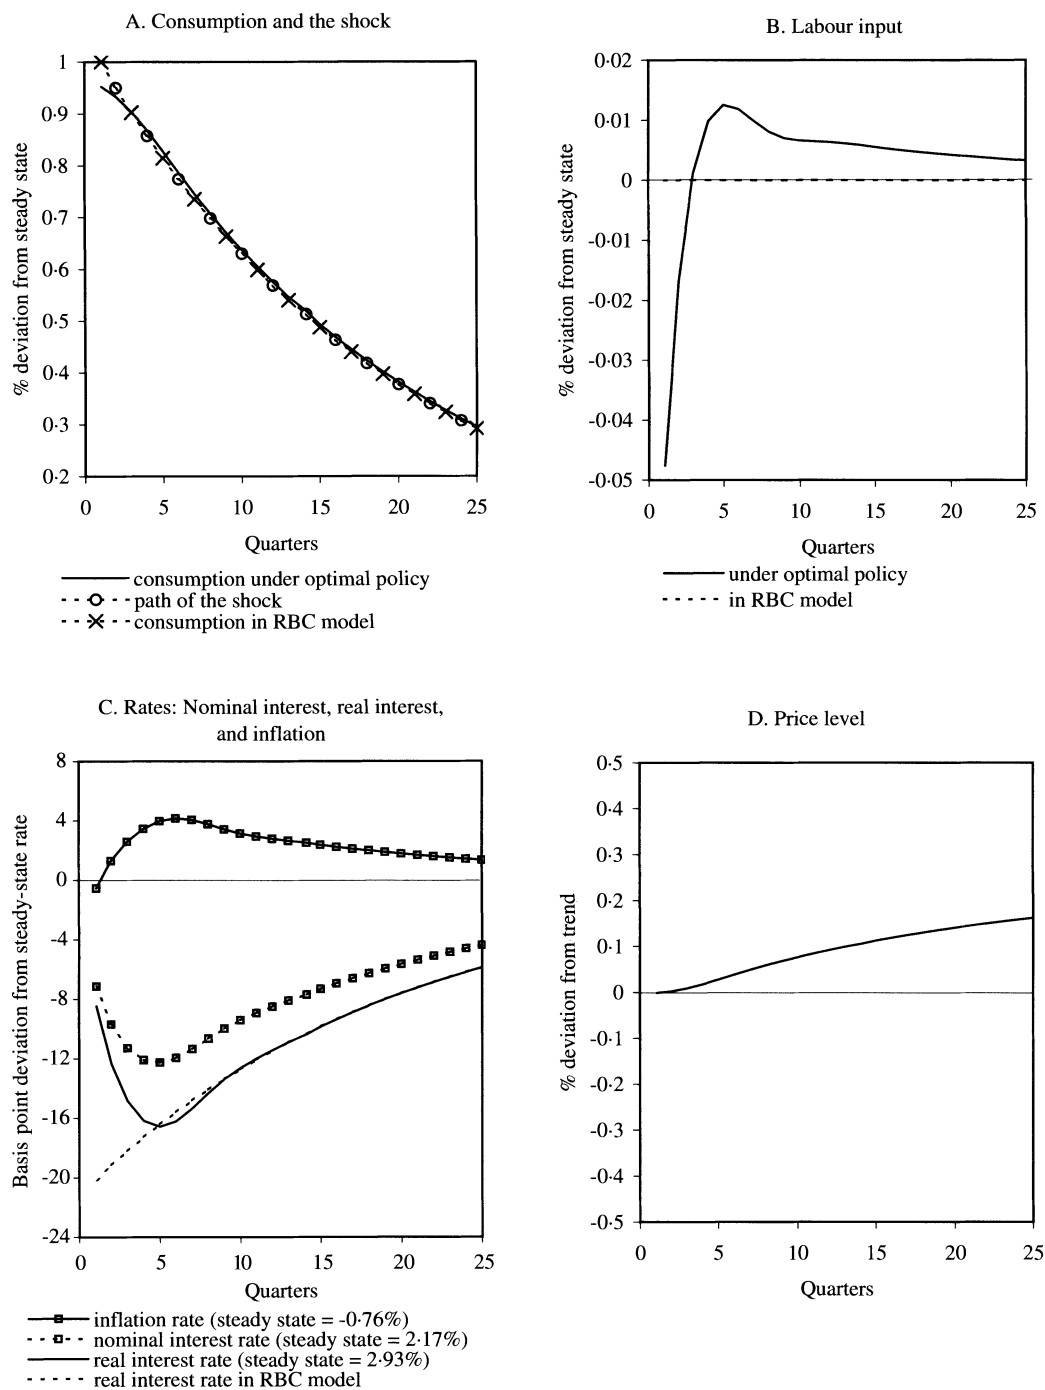 A. Consumption and the shock
% deviation from steady state
1
0·9
0·8
0·7
0·6
0·5
0·4
0·3
0·2
0 5 10 15 20 25
Quarters
consumption under optimal policy
path of the shock
consumption in RBC model
B. Labour input
% deviation from steady state
0·02
0·01
0
-0·01
-0·02
-0·03
-0·04
-0·05
0 5 10 15 20 25
Quarters
under optimal policy
in RBC model
C. Rates: Nominal interest, real interest,
and inflation
Basis point deviation from steady-state rate
8
4
0
-4
-8
-12
-16
-20
-24
0 5 10 15 20 25
Quarters
inflation rate (steady state = -0·76%)
nominal interest rate (steady state = 2·17%)
real interest rate (steady state = 2·93%)
real interest rate in RBC model
D. Price level
% deviation from trend
0·5
0·4
0·3
0·2
0·1
0
-0·1
-0·2
-0·3
-0·4
-0·5
0 5 10 15 20 25
Quarters